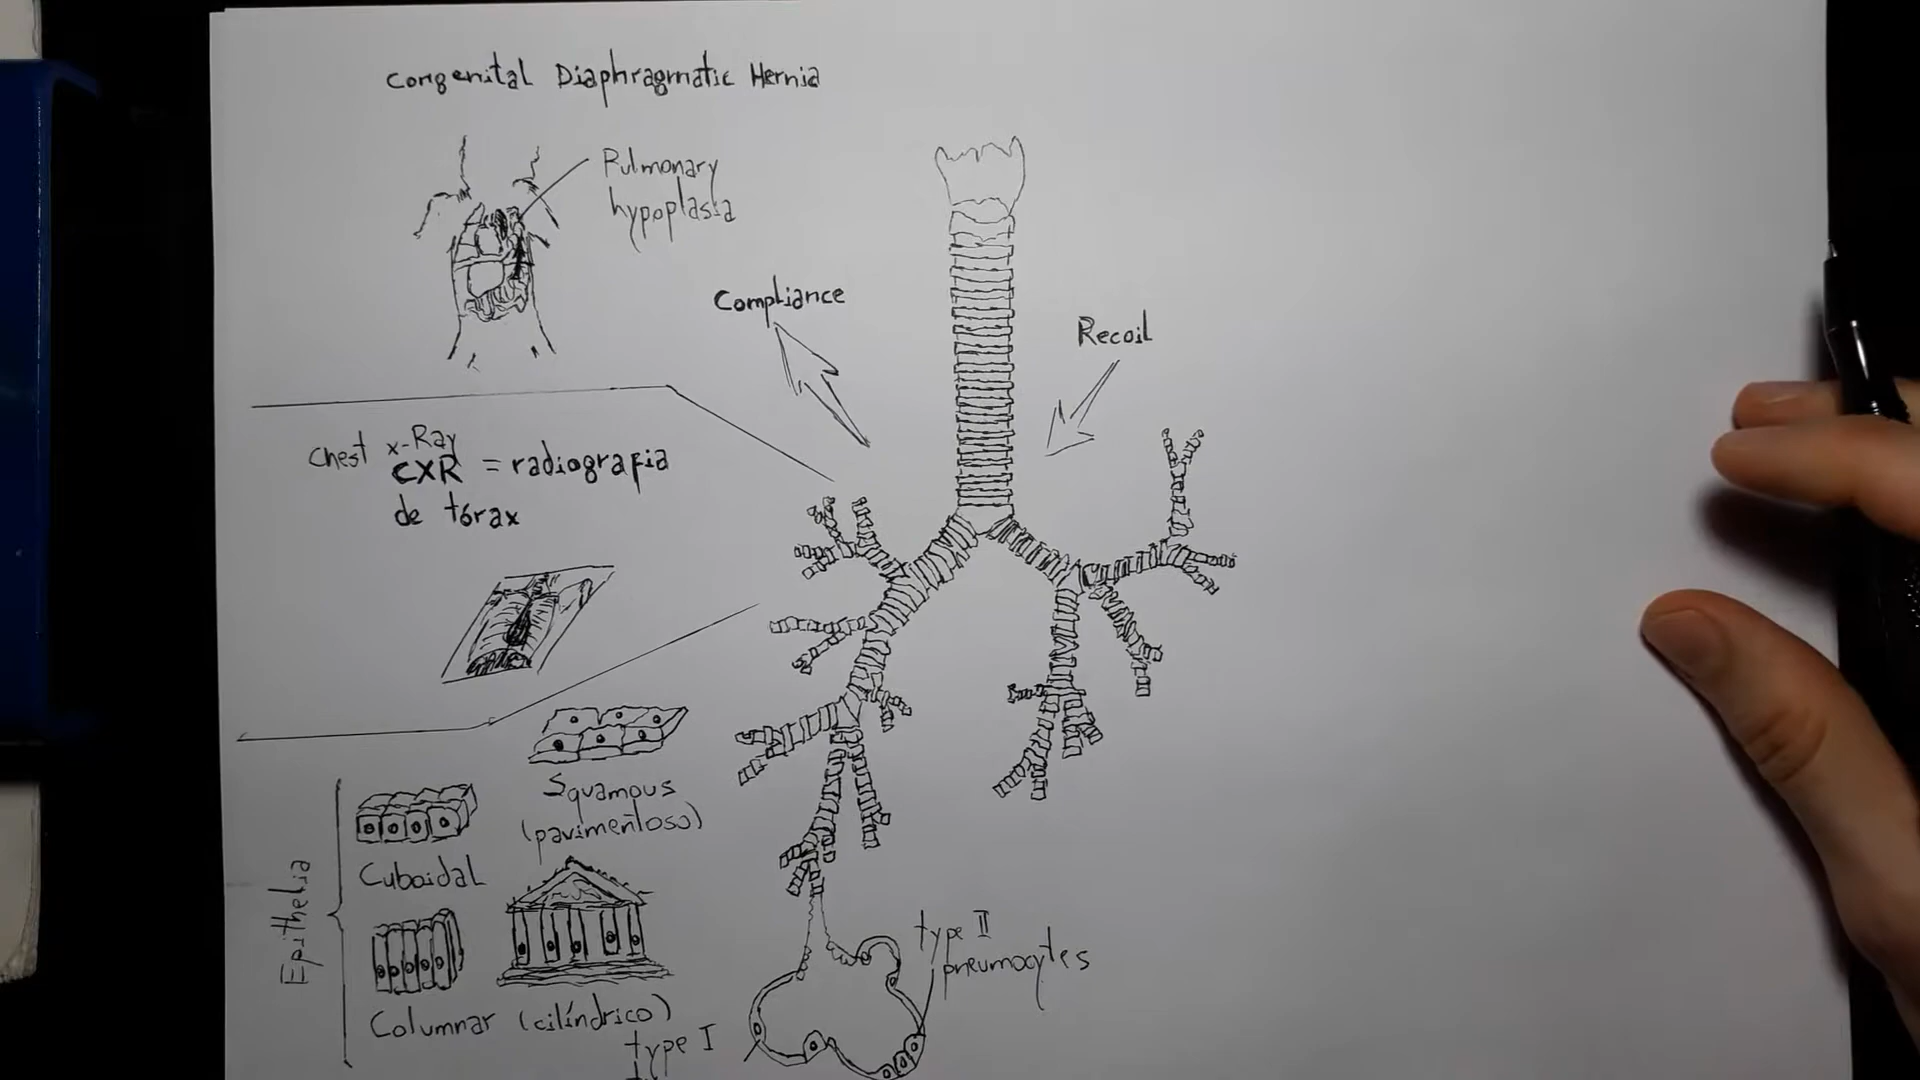 Congenital Diaphragmatic Hernia
Pulmonary
hypoplasia
Compliance
Recoil
Chest x-Ray
CXR = radiografia
de tórax
Squamous
(pavimentoso)
Cuboidal
Epithelia
Columnar (cilíndrico)
type I
type II
pneumocytes